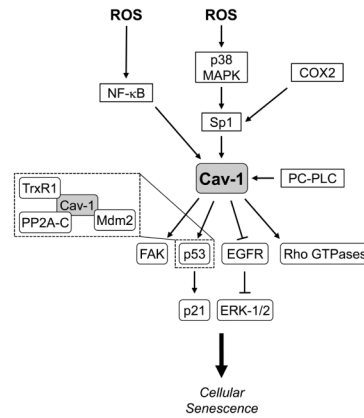 ROS ROS
p38
MAPK
COX2
NF-κB
Sp1
Cav-1
PC-PLC
TrxR1
Cav-1
PP2A-C
Mdm2
FAK p53 EGFR Rho GTPases
p21 ERK-1/2
Cellular
Senescence